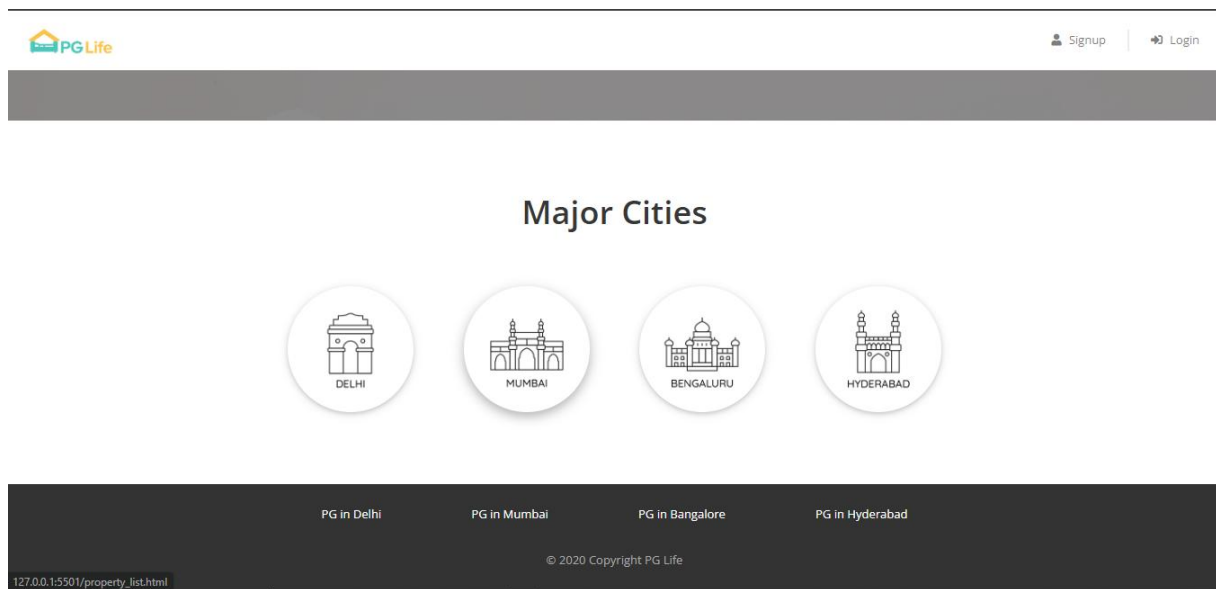 PG Life
Signup
Login
Major Cities
DELHI
MUMBAI
BENGALURU
HYDERABAD
PG in Delhi
PG in Mumbai
PG in Bangalore
PG in Hyderabad
© 2020 Copyright PG Life
127.0.0.1:5501/property_list.html